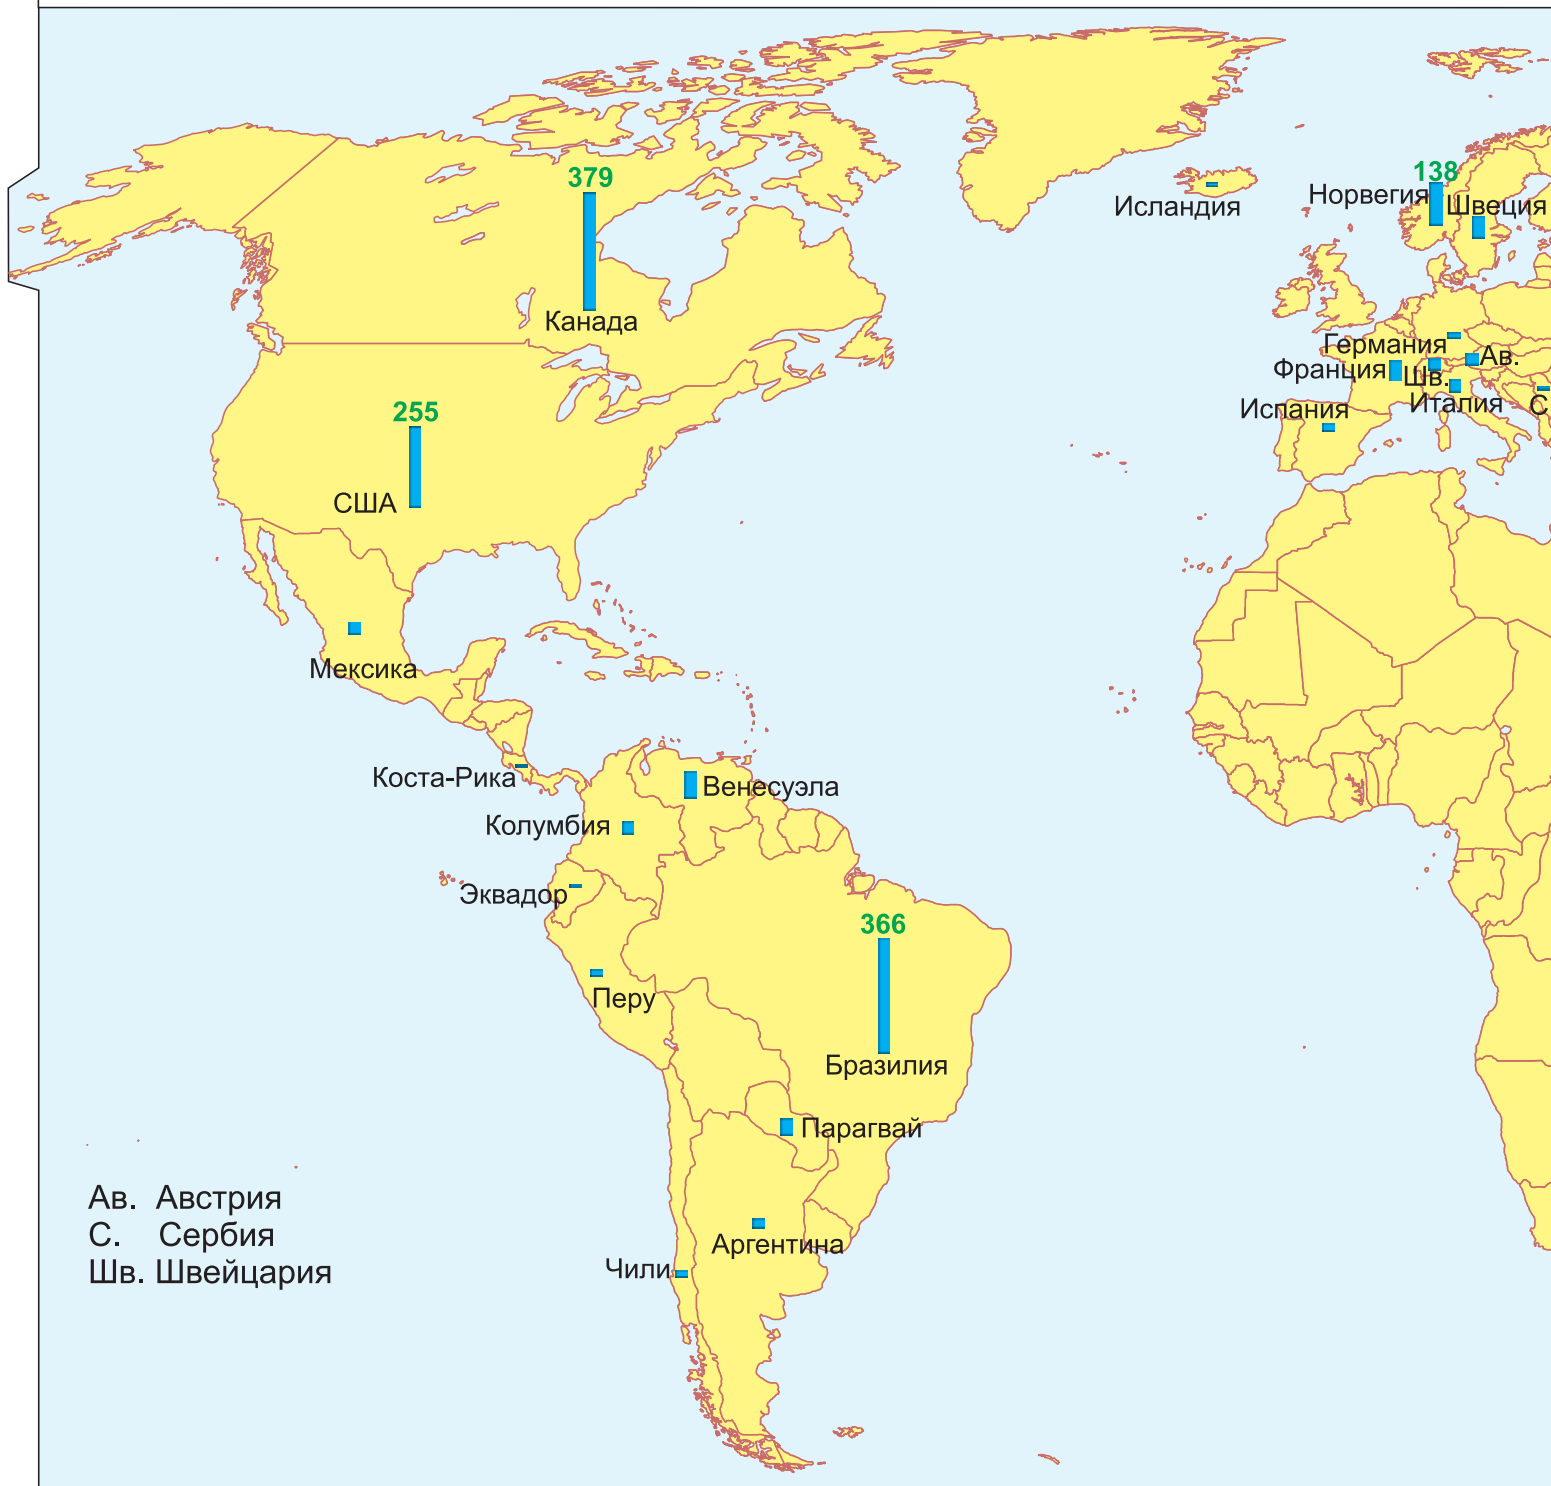 379
Канада
138
Норвегия
Швеция
Исландия
Германия
Ав.
Франция
Шв.
Италия
С
Испания
255
США
Мексика
Коста-Рика
Венесуэла
Колумбия
Эквадор
366
Перу
Бразилия
Парагвай
Аргентина
Чили
Ав. Австрия
С. Сербия
Шв. Швейцария